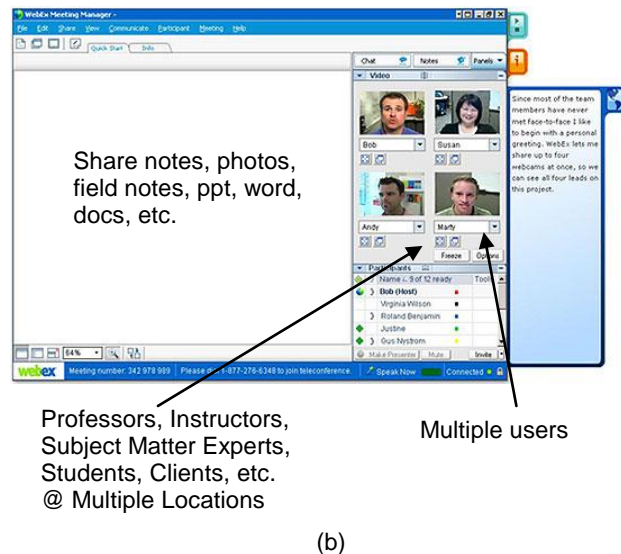 WebEx Meeting Manager -
File Edit Share View Communicate Participant Meeting Help
Quick Start Info
Chat Notes Panels
Video
Bob Susan
Andy Marty
Freeze Options
Participants
Name 9 of 12 ready Tool
Bob (Host)
Virginia Wilson
Roland Benjamin
Justine
Gus Nystrom
Make Presenter Mute Invite
64%
webex Meeting number: 342 978 989 Please 1-877-276-6348 to join teleconference. Speak Now Connected
Share notes, photos,
field notes, ppt, word,
docs, etc.
Since most of the team
members have never
met face-to-face I like
to begin with a personal
greeting. WebEx lets me
share up to four
webcams at once, so we
can see all four leads on
this project.
Professors, Instructors,
Subject Matter Experts,
Students, Clients, etc.
@ Multiple Locations
Multiple users
(b)